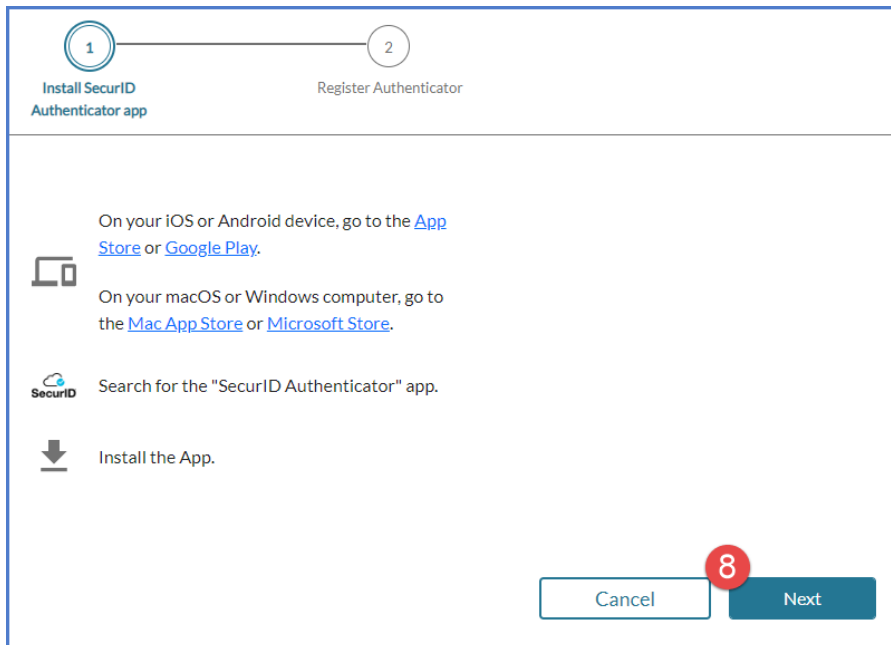 1
2
Install SecurID
Authenticator app
Register Authenticator
On your iOS or Android device, go to the App
Store or Google Play.
On your macOS or Windows computer, go to
the Mac App Store or Microsoft Store.
SecurID
Search for the "SecurID Authenticator" app.
Install the App.
8
Cancel
Next